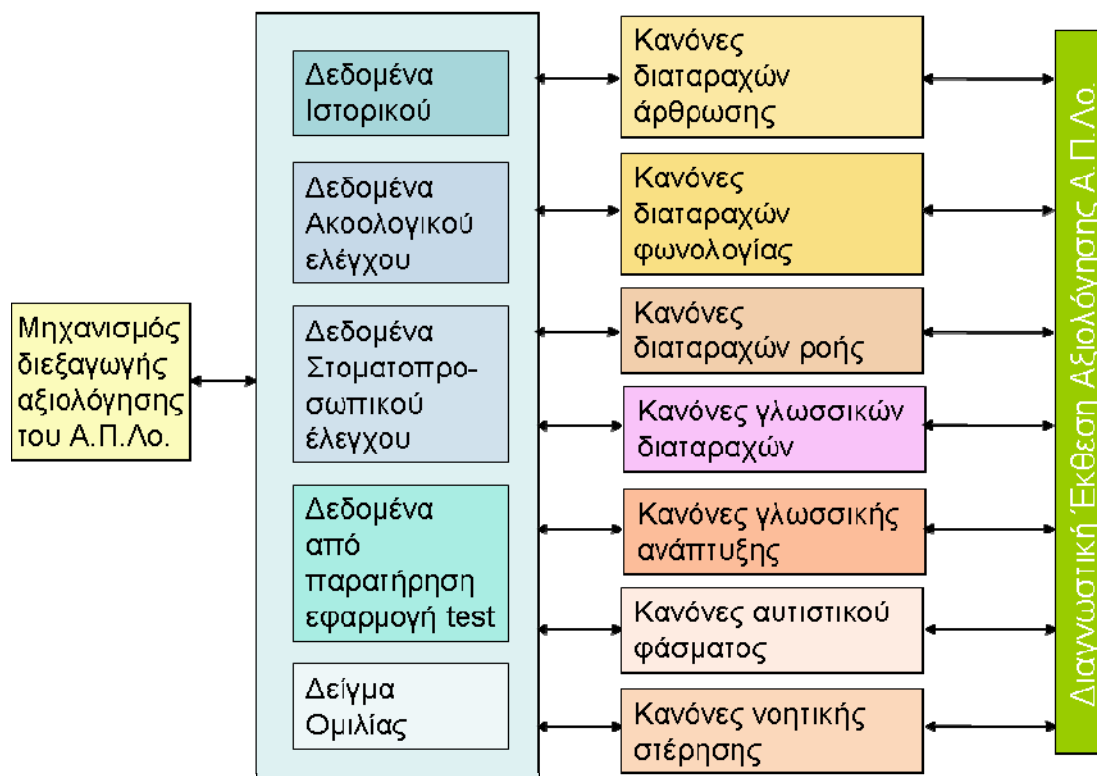 Μηχανισμός
διεξαγωγής
αξιολόγησης
του Α.Π.Λο.
Δεδομένα
Ιστορικού
Δεδομένα
Ακοολογικού
ελέγχου
Δεδομένα
Στοματοπρο-
σωπικού
έλεγχου
Δεδομένα
από
παρατήρηση
εφαρμογή test
Δείγμα
Ομιλίας
Κανόνες
διαταραχών
άρθρωσης
Κανόνες
διαταραχών
φωνολογίας
Κανόνες
διαταραχών ροής
Κανόνες γλωσσικών
διαταραχών
Κανόνες γλωσσικής
ανάπτυξης
Κανόνες αυτιστικού
φάσματος
Κανόνες νοητικής
στέρησης
Διαγνωστική Έκθεση Αξιολόγησης Α.Π.Λο.